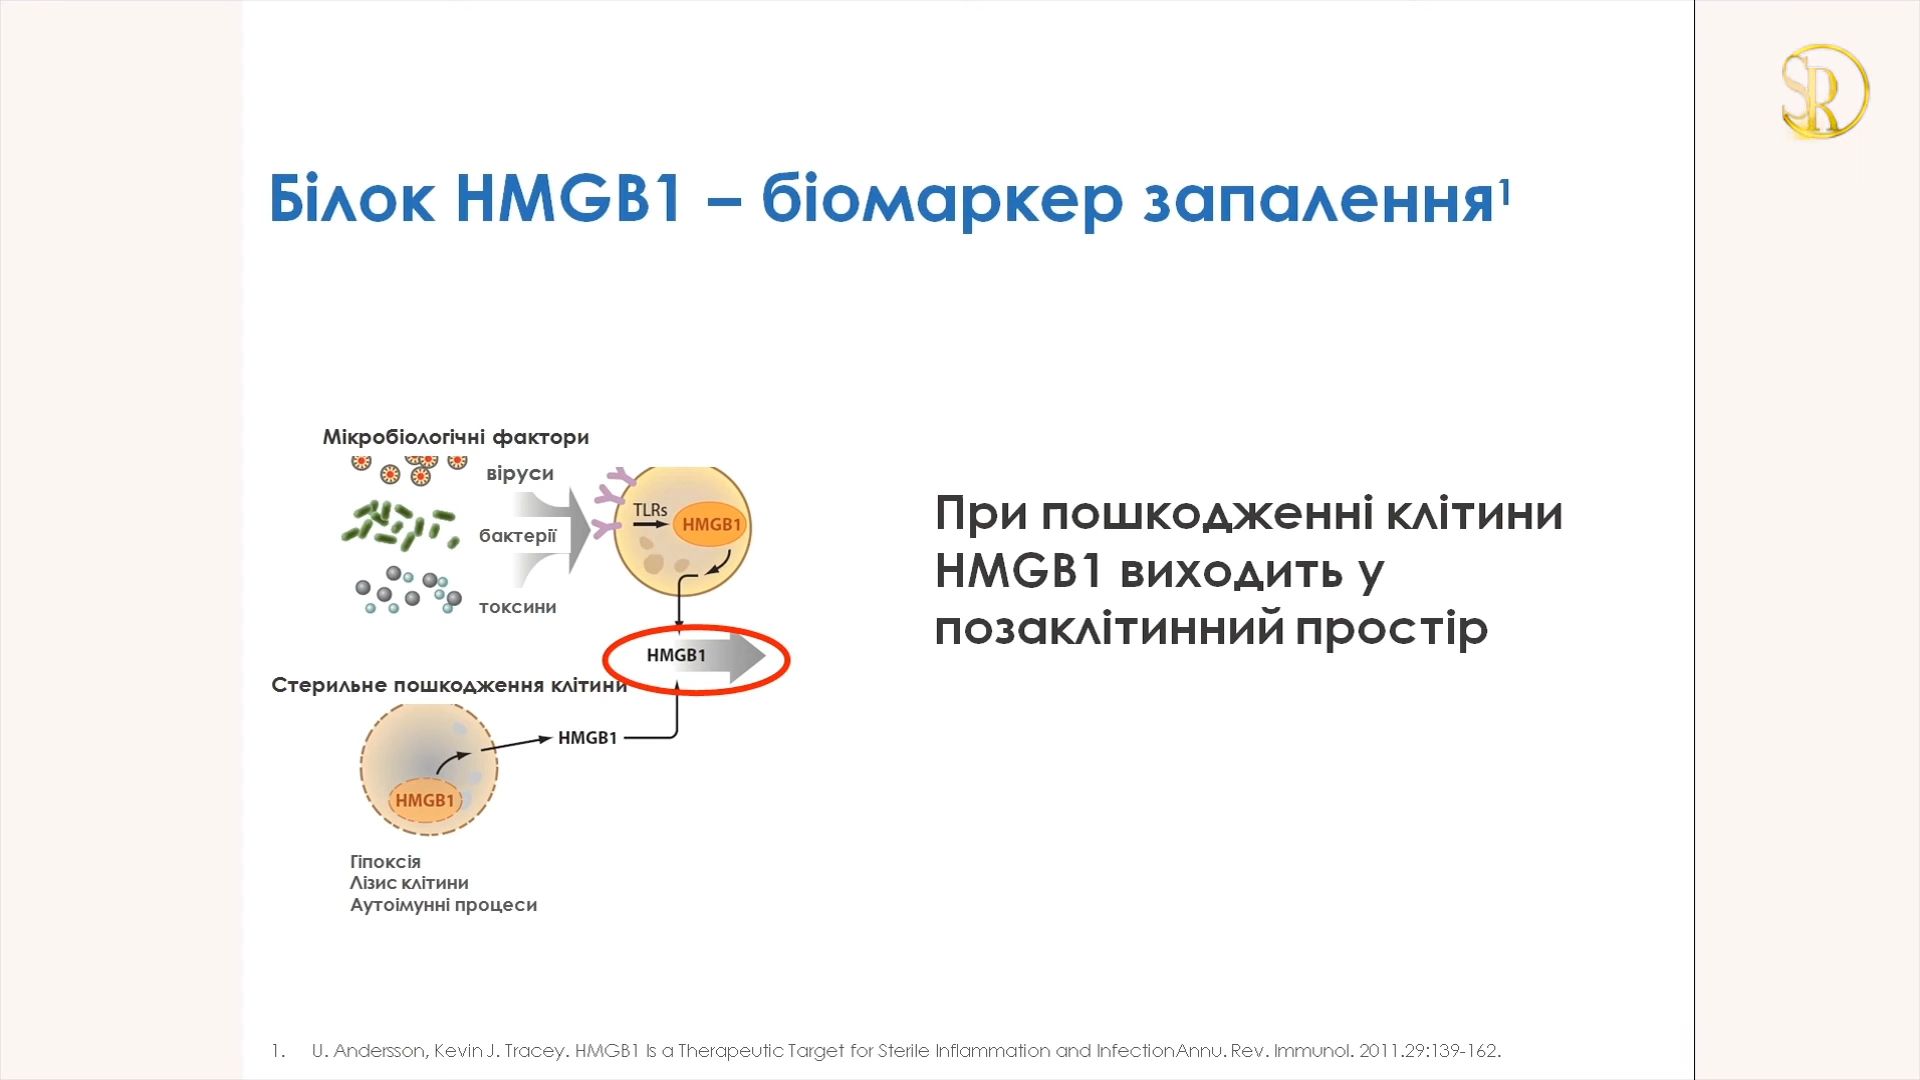 SR
Білок HMGB1 – біомаркер запалення¹
Мікробіологічні фактори
віруси
бактерії
токсини
TLRs
HMGB1
HMGB1
Стерильне пошкодження клітини
HMGB1
HMGB1
Гіпоксія
Лізис клітини
Аутоімунні процеси
При пошкодженні клітини
HMGB1 виходить у
позаклітинний простір
1. U. Andersson, Kevin J. Tracey. HMGB1 Is a Therapeutic Target for Sterile Inflammation and InfectionAnnu. Rev. Immunol. 2011.29:139-162.